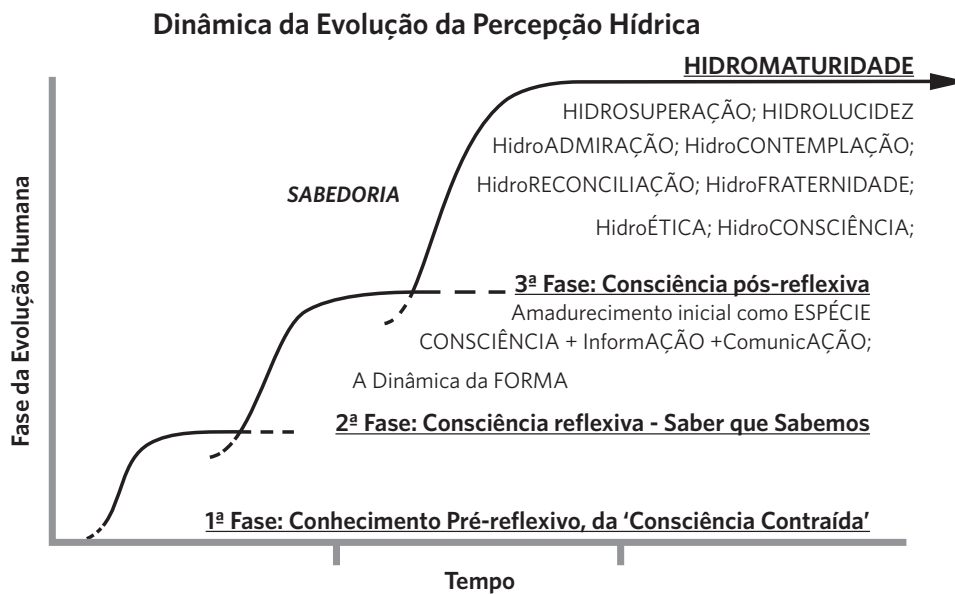 Dinâmica da Evolução da Percepção Hídrica
HIDROMATURIDADE
HIDROSUPERAÇÃO; HIDROLUCIDEZ
HidroADMIRAÇÃO; HidroCONTEMPLAÇÃO;
HidroRECONCILIAÇÃO; HidroFRATERNIDADE;
SABEDORIA
HidroÉTICA; HidroCONSCIÊNCIA;
3ª Fase: Consciência pós-reflexiva
Amadurecimento inicial como ESPÉCIE
CONSCIÊNCIA + InformAÇÃO +ComunicAÇÃO;
A Dinâmica da FORMA
2ª Fase: Consciência reflexiva - Saber que Sabemos
1ª Fase: Conhecimento Pré-reflexivo, da ‘Consciência Contraída’
Fase da Evolução Humana
Tempo